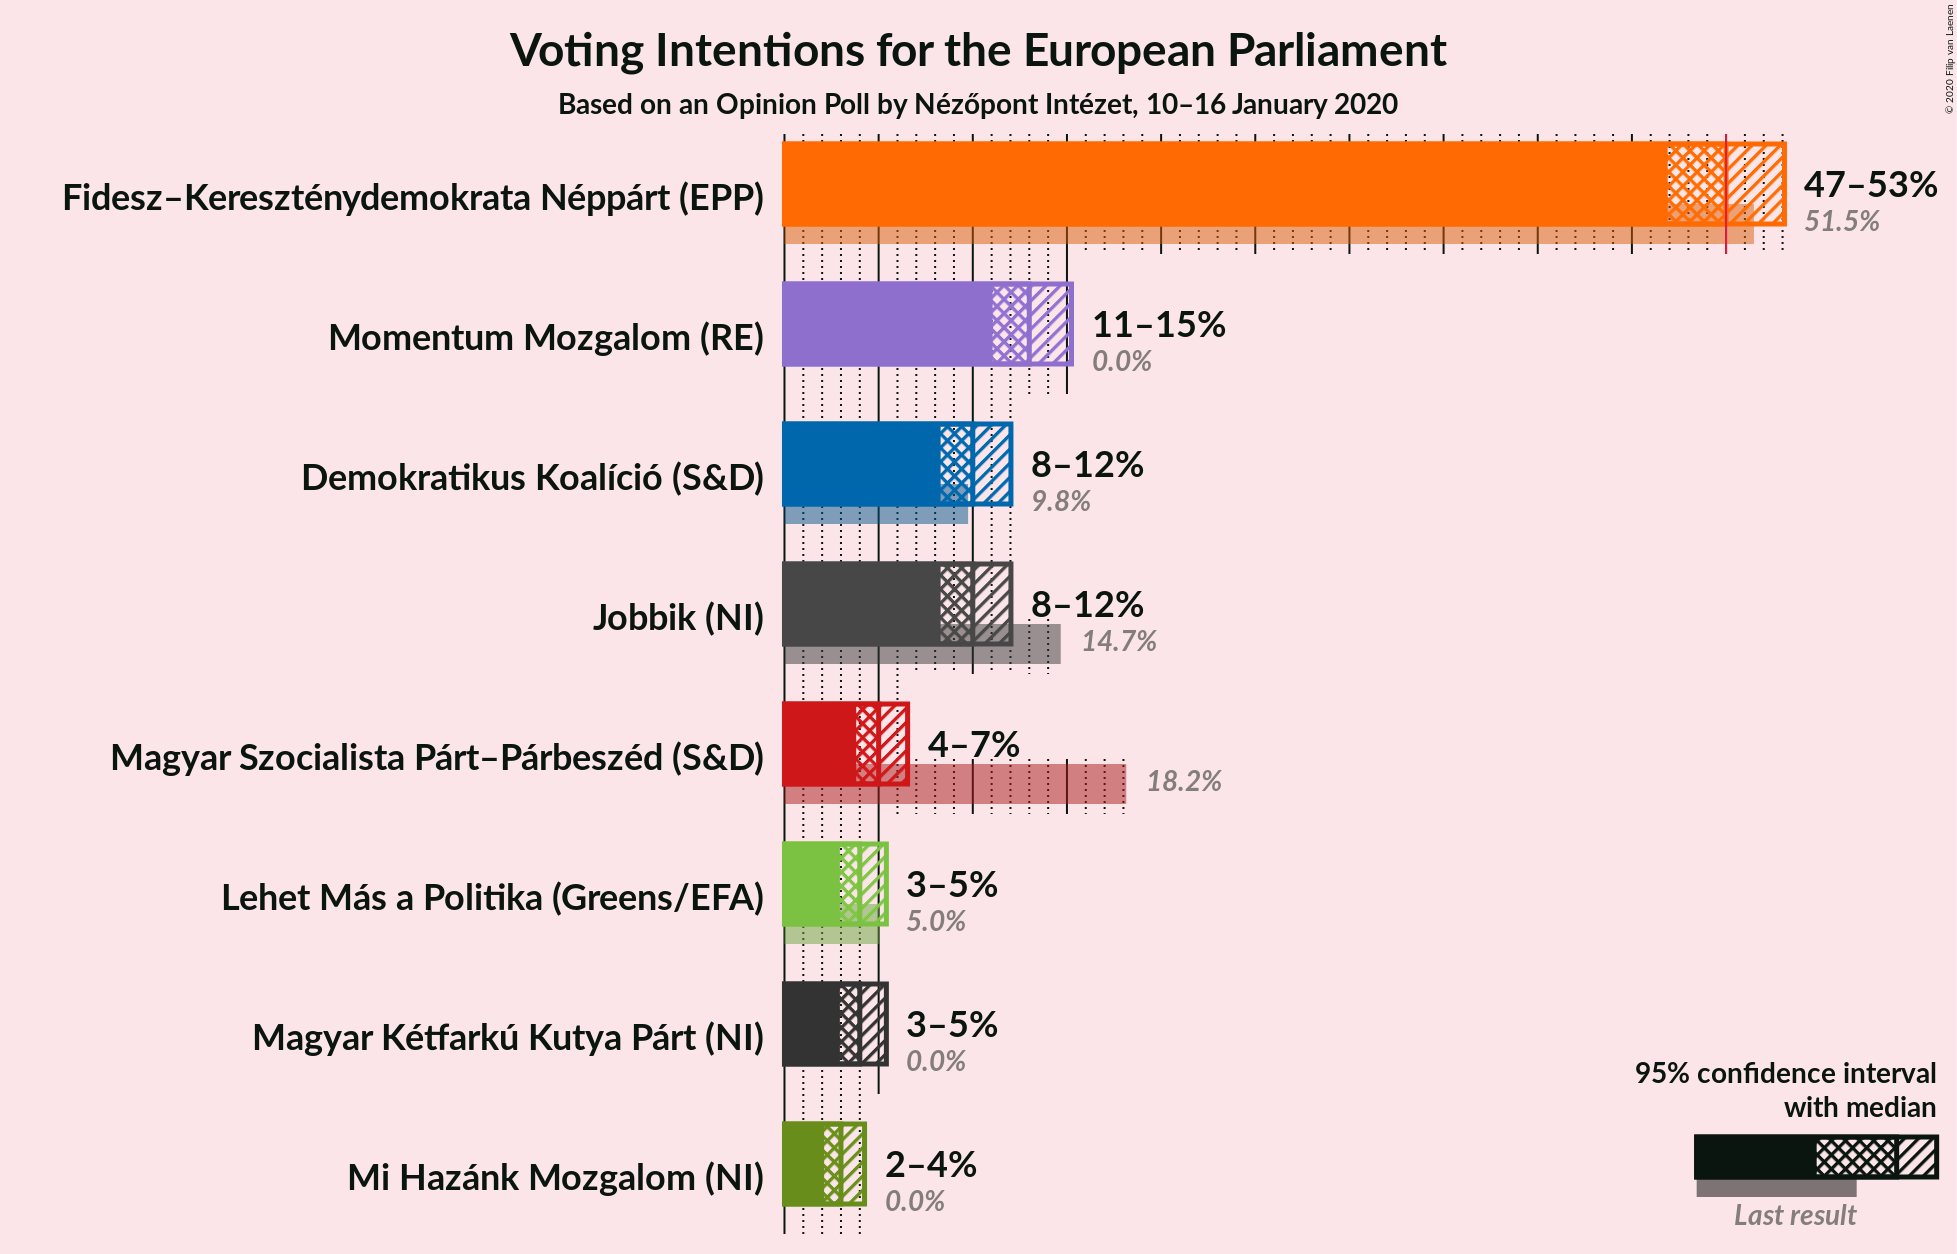 Voting Intentions for the European Parliament
Based on an Opinion Poll by Nézőpont Intézet, 10–16 January 2020
© 2020 Filip van Laenen
Fidesz–Kereszténydemokrata Néppárt (EPP)
47–53%
51.5%
Momentum Mozgalom (RE)
11–15%
0.0%
Demokratikus Koalíció (S&D)
8–12%
9.8%
Jobbik (NI)
8–12%
14.7%
Magyar Szocialista Párt–Párbeszéd (S&D)
4–7%
18.2%
Lehet Más a Politika (Greens/EFA)
3–5%
5.0%
Magyar Kétfarkú Kutya Párt (NI)
3–5%
0.0%
Mi Hazánk Mozgalom (NI)
2–4%
0.0%
95% confidence interval
with median
Last result